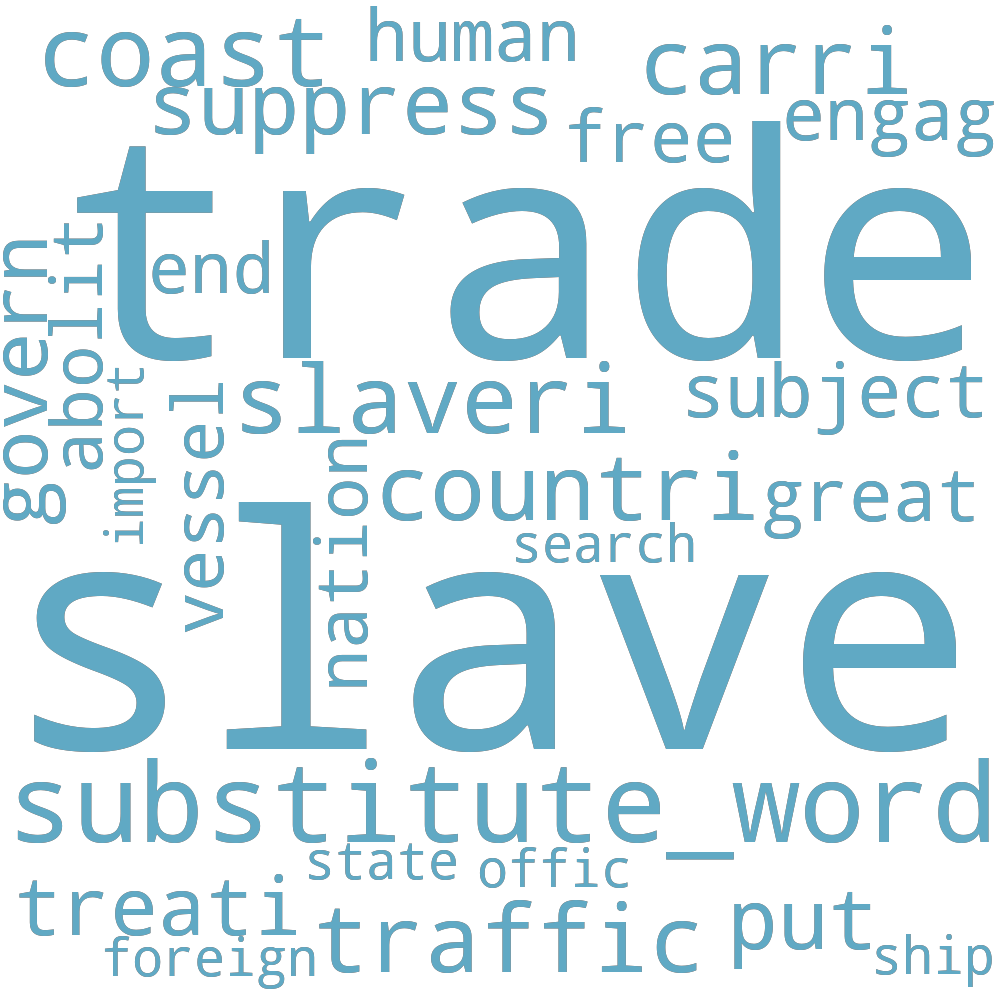 coast
human
carri
suppress
free
engag
trade
end
govern
abolit
import
vessel
slaveri
subject
nation
countri
great
search
slave
substitute_word
state
offic
treati
traffic
put
foreign
ship